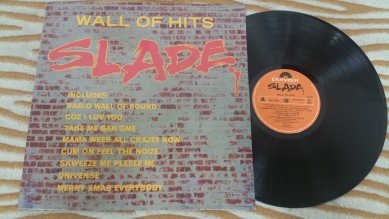 WALL OF HITS
SLADE
INCLUDES:
RADIO WALL OF SOUND
COZ I LUV YOU
TAKE ME BAK 'OME
MAMA WEER ALL CRAZEE NOW
CUM ON FEEL THE NOIZE
SKWEEZE ME PLEEZE ME
UNIVERSE
MERRY XMAS EVERYBODY
polydor
SLADE